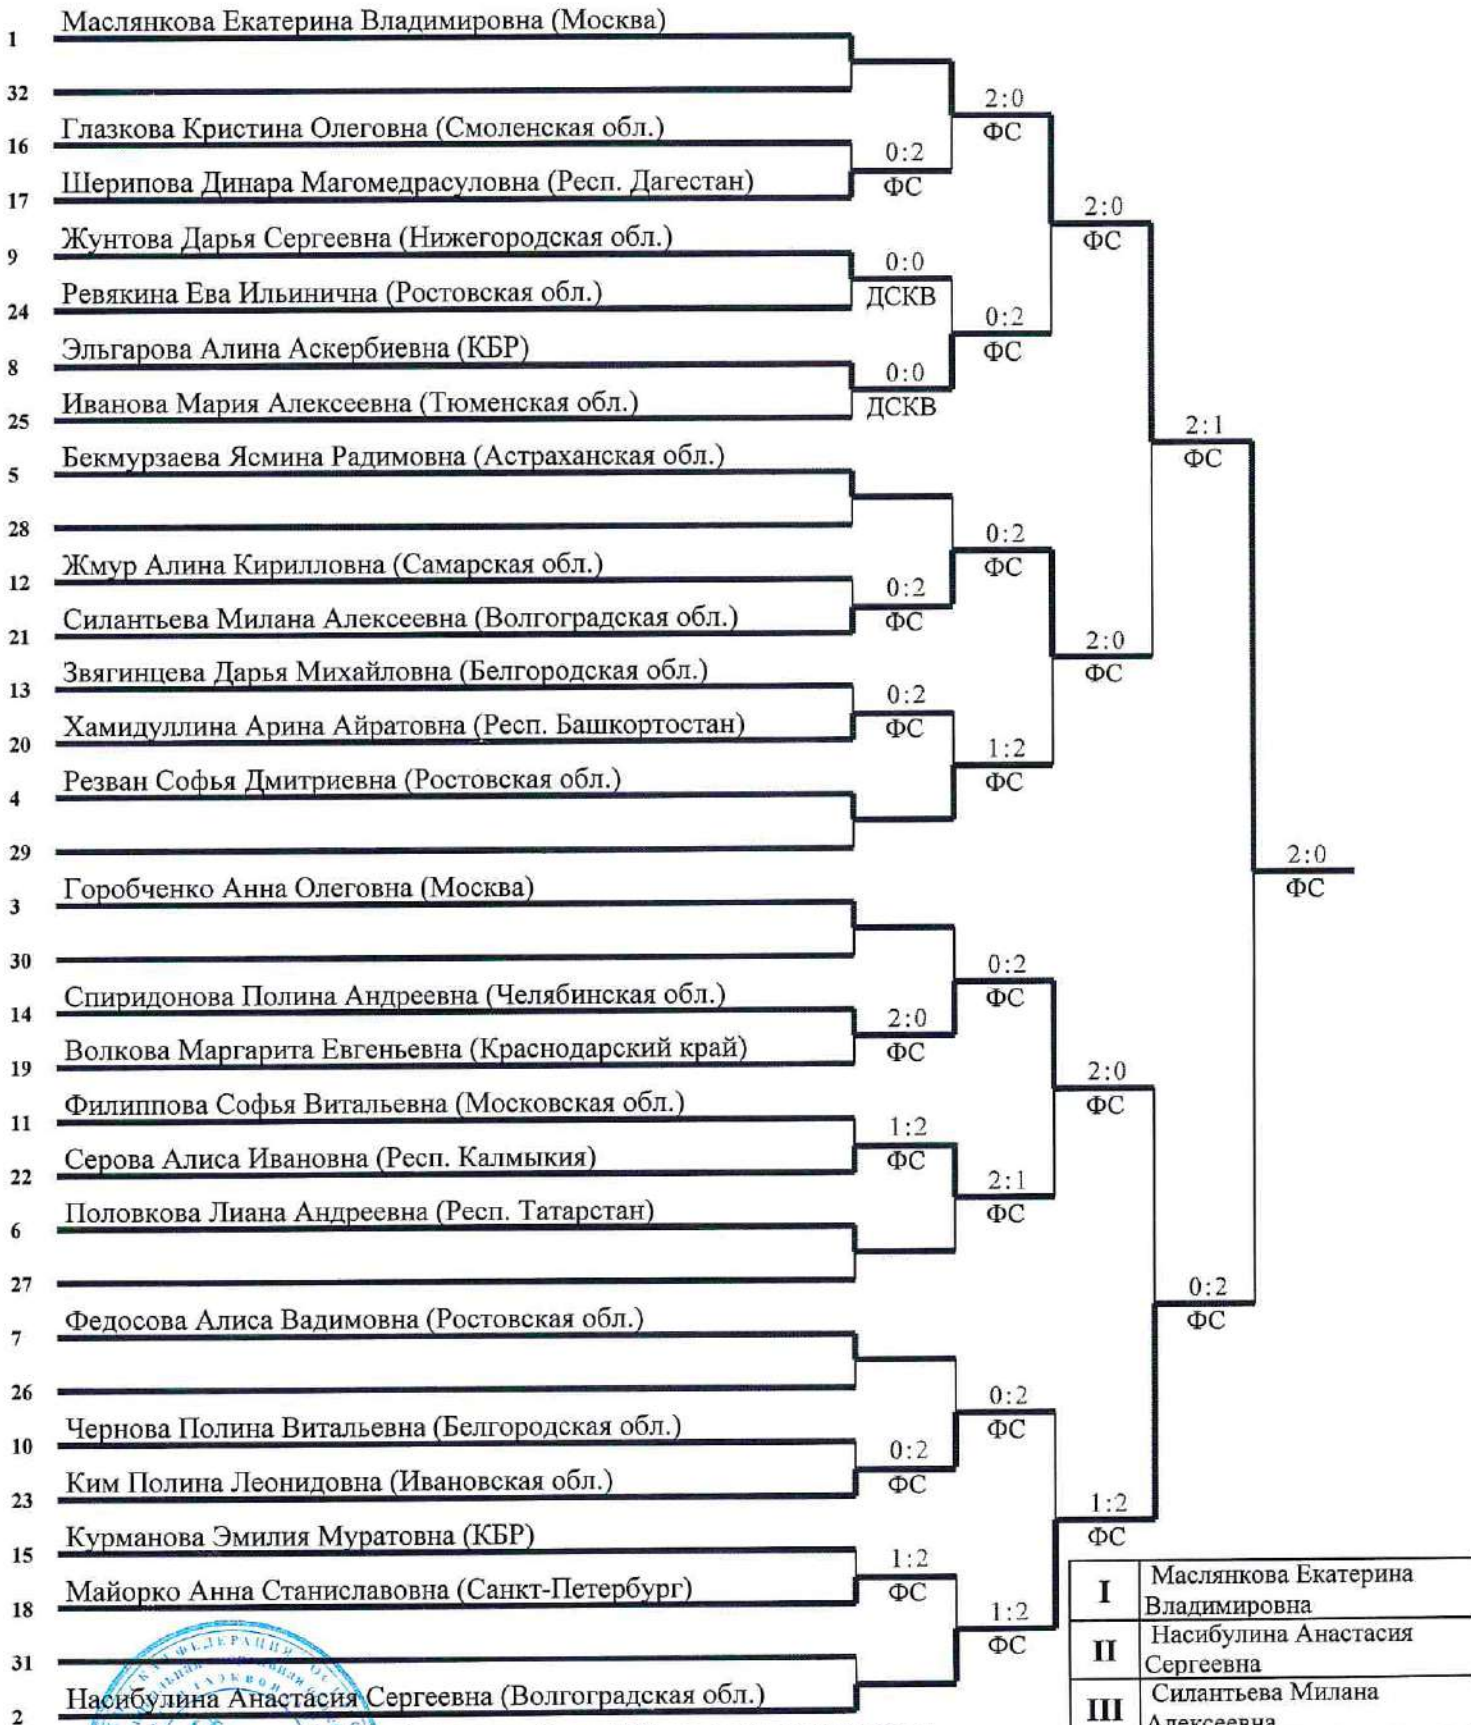 1 Маслянкова Екатерина Владимировна (Москва)
32
2:0
ФС
16 Глазкова Кристина Олеговна (Смоленская обл.)
0:2
ФС
17 Шерипова Динара Магомедрасуловна (Респ. Дагестан)
2:0
ФС
9 Жунтова Дарья Сергеевна (Нижегородская обл.)
0:0
ДСКВ
24 Ревякина Ева Ильинична (Ростовская обл.)
0:2
ФС
8 Эльгарова Алина Аскербиевна (КБР)
0:0
ДСКВ
25 Иванова Мария Алексеевна (Тюменская обл.)
2:1
ФС
5 Бекмурзаева Ясмина Радимовна (Астраханская обл.)
28
0:2
ФС
12 Жмур Алина Кирилловна (Самарская обл.)
0:2
ФС
21 Силантьева Милана Алексеевна (Волгоградская обл.)
2:0
ФС
13 Звягинцева Дарья Михайловна (Белгородская обл.)
0:2
ФС
20 Хамидуллина Арина Айратовна (Респ. Башкортостан)
1:2
ФС
4 Резван Софья Дмитриевна (Ростовская обл.)
29
2:0
ФС
3 Горобченко Анна Олеговна (Москва)
30
0:2
ФС
14 Спиридонова Полина Андреевна (Челябинская обл.)
2:0
ФС
19 Волкова Маргарита Евгеньевна (Краснодарский край)
2:0
ФС
11 Филиппова Софья Витальевна (Московская обл.)
1:2
ФС
22 Серова Алиса Ивановна (Респ. Калмыкия)
2:1
ФС
6 Половкова Лиана Андреевна (Респ. Татарстан)
27
0:2
ФС
7 Федосова Алиса Вадимовна (Ростовская обл.)
26
0:2
ФС
10 Чернова Полина Витальевна (Белгородская обл.)
0:2
ФС
23 Ким Полина Леонидовна (Ивановская обл.)
1:2
ФС
15 Курманова Эмилия Муратовна (КБР)
1:2
ФС
18 Майорко Анна Станиславовна (Санкт-Петербург)
1:2
ФС
31
2 Насибулина Анастасия Сергеевна (Волгоградская обл.)
I Маслянкова Екатерина
Владимировна
II Насибулина Анастасия
Сергеевна
III Силантьева Милана
Алексеевна